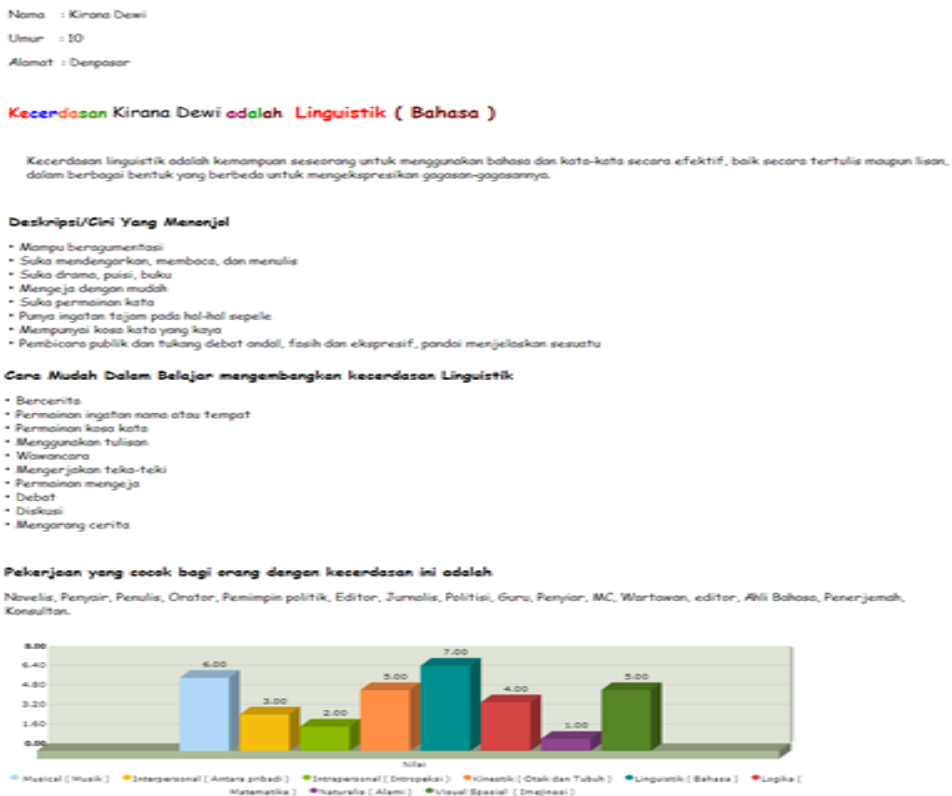 Nama : Kirana Dewi
Umur : 10
Alamat : Denpasar
Kecerdasan Kirana Dewi adalah Linguistik ( Bahasa )
Kecerdasan linguistik adalah kemampuan seseorang untuk menggunakan bahasa dan kata-kata secara efektif, baik secara tertulis maupun lisan,
dalam berbagai bentuk yang berbeda untuk mengekspresikan gagasan-gagasannya.
Deskripsi/Ciri Yang Menonjol
• Mampu beragumentasi
• Suka mendengarkan, membaca, dan menulis
• Suka drama, puisi, buku
• Mengeja dengan mudah
• Suka permainan kata
• Punya ingatan tajam pada hal-hal sepele
• Mempunyai kosa kata yang kaya
• Pembicara publik dan tukang debat andal, fasih dan ekspresif, pandai menjelaskan sesuatu
Cara Mudah Dalam Belajar mengembangkan kecerdasan Linguistik
• Bercerita
• Permainan ingatan nama atau tempat
• Permainan kosa kata
• Menggunakan tulisan
• Wawancara
• Mengerjakan teka-teki
• Permainan mengeja
• Debat
• Diskusi
• Mengarang cerita
Pekerjaan yang cocok bagi orang dengan kecerdasan ini adalah
Novelis, Penyair, Penulis, Orator, Pemimpin politik, Editor, Jurnalis, Politisi, Guru, Penyiar, MC, Wartawan, editor, Ahli Bahasa, Penerjemah,
Konsultan.
8.00
6.40
4.80
3.20
1.60
0.00
6.00
3.00
2.00
5.00
7.00
4.00
1.00
5.00
Nilai
Musical ( Musik ) Interpersonal ( Antara pribadi ) Intrapersonal ( Introspeksi ) Kinestik ( Otak dan Tubuh ) Linguistik ( Bahasa ) Logika (
Matematika ) Naturalis ( Alami ) Visual Spasial ( Imajinasi )